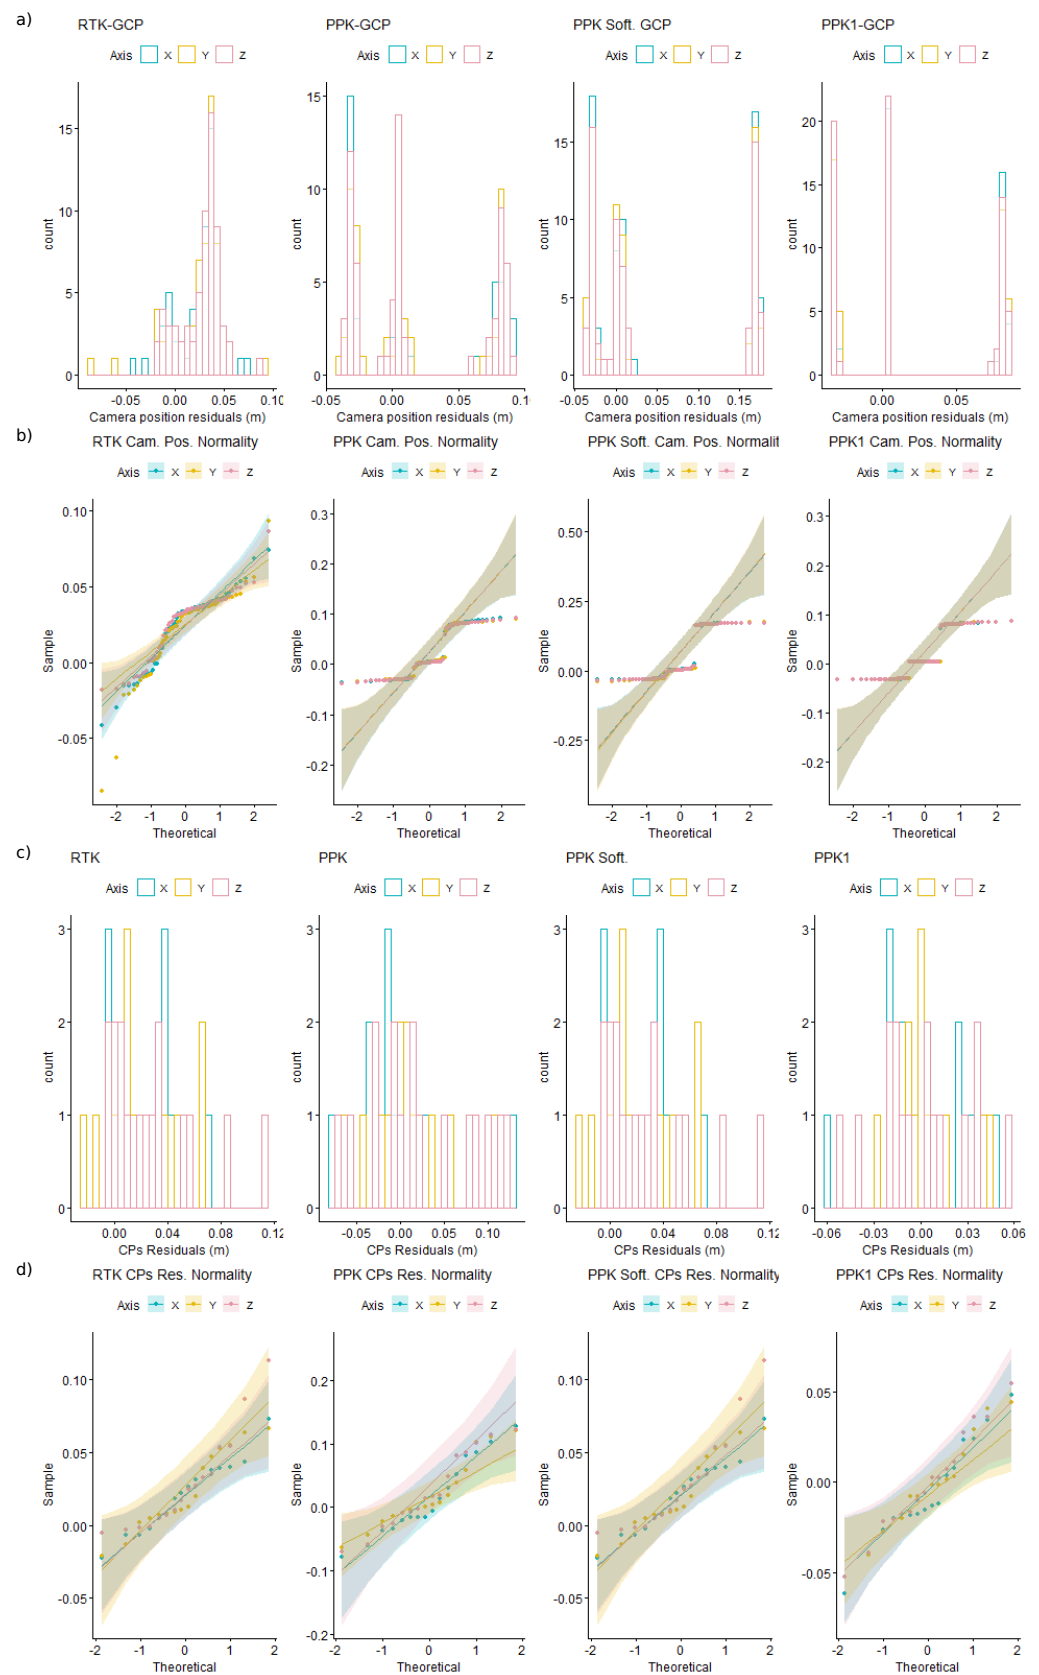 a)
RTK-GCP PPK-GCP PPK Soft. GCP PPK1-GCP
Axis X Y Z Axis X Y Z Axis X Y Z Axis X Y Z
count 15 10 5 0
count 15 10 5 0
count 15 10 5 0
count 20 15 10 5 0
-0.05 0.00 0.05 0.10 -0.05 0.00 0.05 -0.05 0.00 0.05 0.10 0.15 0.00 0.05
Camera position residuals (m) Camera position residuals (m) Camera position residuals (m) Camera position residuals (m)
b)
RTK Cam. Pos. Normality PPK Cam. Pos. Normality PPK Soft. Cam. Pos. Normalit PPK1 Cam. Pos. Normality
Axis X Y Z Axis X Y Z Axis X Y Z Axis X Y Z
Sample 0.10 0.05 0.00 -0.05
Sample 0.3 0.2 0.1 0.0 -0.1 -0.2
Sample 0.50 0.25 0.00 -0.25
Sample 0.3 0.2 0.1 0.0 -0.1 -0.2
-2 -1 0 1 2 -2 -1 0 1 2 -2 -1 0 1 2 -2 -1 0 1 2
Theoretical Theoretical Theoretical Theoretical
c)
RTK PPK PPK Soft. PPK1
Axis X Y Z Axis X Y Z Axis X Y Z Axis X Y Z
count 3 2 1 0
count 3 2 1 0
count 3 2 1 0
count 3 2 1 0
0.00 0.04 0.08 0.12 -0.05 0.00 0.05 0.10 0.00 0.04 0.08 0.12 -0.06 -0.03 0.00 0.03 0.06
CPs Residuals (m) CPs Residuals (m) CPs Residuals (m) CPs Residuals (m)
d)
RTK CPs Res. Normality PPK CPs Res. Normality PPK Soft. CPs Res. Normality PPK1 CPs Res. Normality
Axis X Y Z Axis X Y Z Axis X Y Z Axis X Y Z
Sample 0.10 0.05 0.00 -0.05
Sample 0.2 0.1 0.0 -0.1 -0.2
Sample 0.10 0.05 0.00 -0.05
Sample 0.05 0.00 -0.05
-2 -1 0 1 2 -2 -1 0 1 2 -2 -1 0 1 2 -2 -1 0 1 2
Theoretical Theoretical Theoretical Theoretical